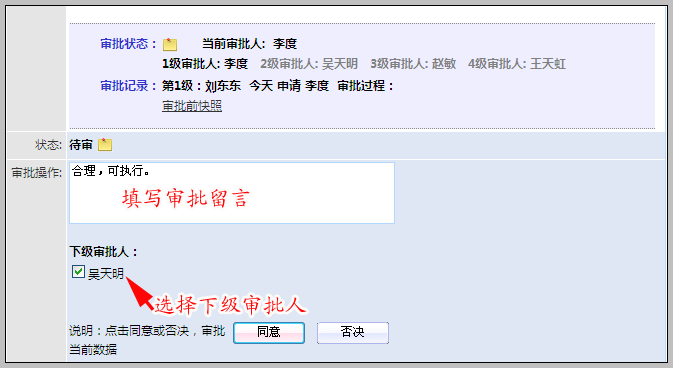 审批状态： 当前审批人: 李度
1级审批人: 李度 2级审批人: 吴天明 3级审批人: 赵敏 4级审批人: 王天虹
审批记录：第1级：刘东东 今天 申请 李度 审批过程：
审批前快照
状态: 待审
审批操作: 合理，可执行。
填写审批留言
下级审批人：
吴天明
选择下级审批人
说明：点击同意或否决，审批 同意 否决
当前数据